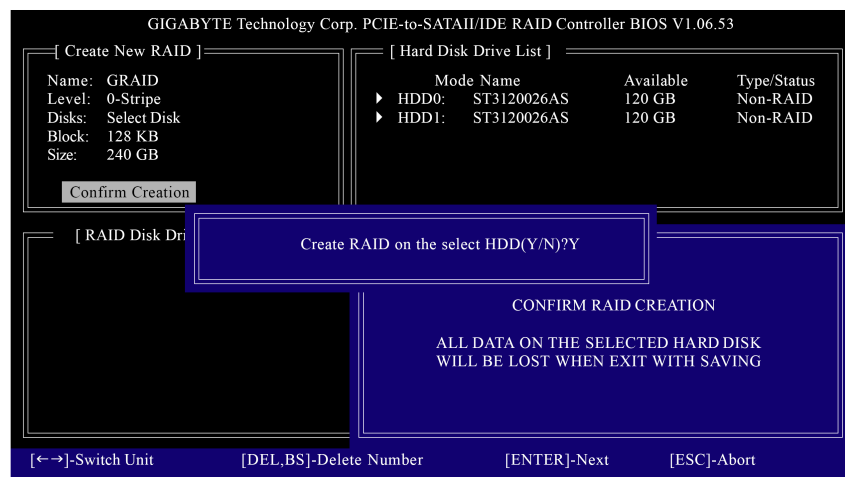 GIGABYTE Technology Corp. PCIE-to-SATAII/IDE RAID Controller BIOS V1.06.53
[ Create New RAID ]
Name: GRAID
Level: 0-Stripe
Disks: Select Disk
Block: 128 KB
Size: 240 GB
Confirm Creation
[ Hard Disk Drive List ]
Mode Name Available Type/Status
HDD0: ST3120026AS 120 GB Non-RAID
HDD1: ST3120026AS 120 GB Non-RAID
[ RAID Disk Dri
Create RAID on the select HDD(Y/N)?Y
CONFIRM RAID CREATION
ALL DATA ON THE SELECTED HARD DISK
WILL BE LOST WHEN EXIT WITH SAVING
[←→]-Switch Unit [DEL,BS]-Delete Number [ENTER]-Next [ESC]-Abort